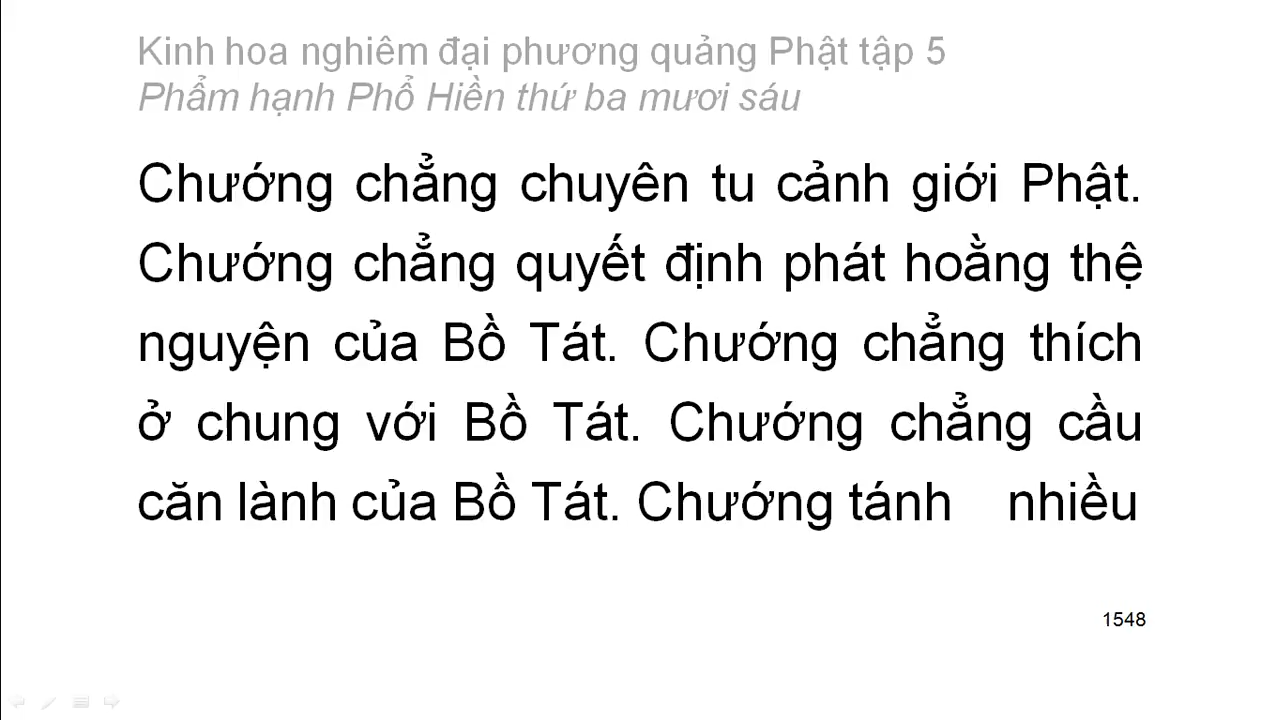 Kinh hoa nghiêm đại phương quảng Phật tập 5
Phẩm hạnh Phổ Hiền thứ ba mươi sáu
Chướng chẳng chuyên tu cảnh giới Phật.
Chướng chẳng quyết định phát hoằng thệ
nguyện của Bồ Tát. Chướng chẳng thích
ở chung với Bồ Tát. Chướng chẳng cầu
căn lành của Bồ Tát. Chướng tánh nhiều
1548